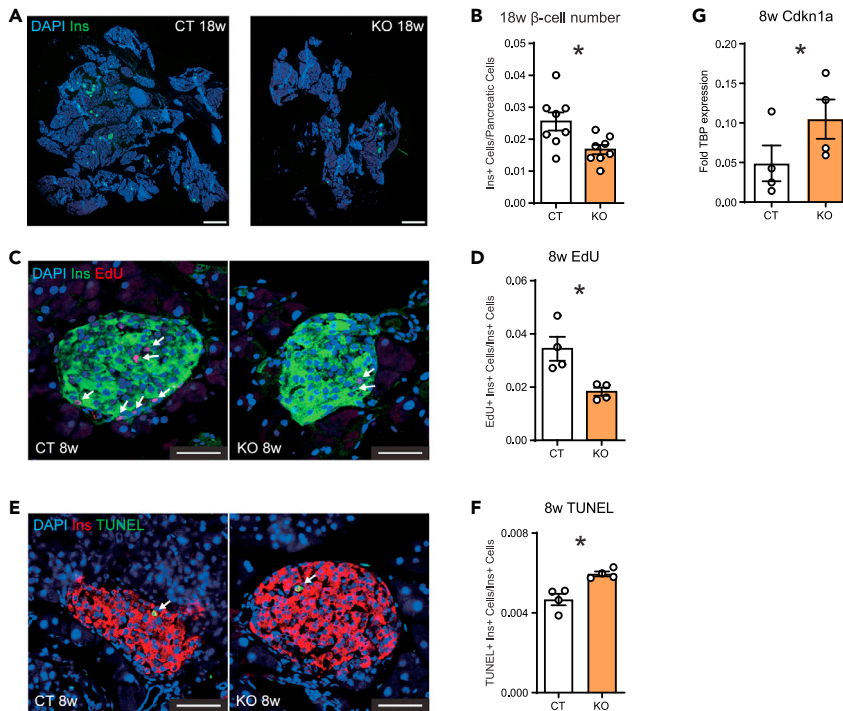 A
DAPI Ins
CT 18w
KO 18w
B
18w β-cell number
Ins+ Cells/Pancreatic Cells
0.05
0.04
0.03
0.02
0.01
0.00
*
CT
KO
G
8w Cdkn1a
Fold TBP expression
0.20
0.15
0.10
0.05
0.00
*
CT
KO
C
DAPI Ins EdU
CT 8w
KO 8w
D
8w EdU
EdU+ Ins+ Cells/Ins+ Cells
0.06
0.04
0.02
0.00
*
CT
KO
E
DAPI Ins TUNEL
CT 8w
KO 8w
F
8w TUNEL
TUNEL+ Ins+ Cells/Ins+ Cells
0.008
0.004
0.000
*
CT
KO